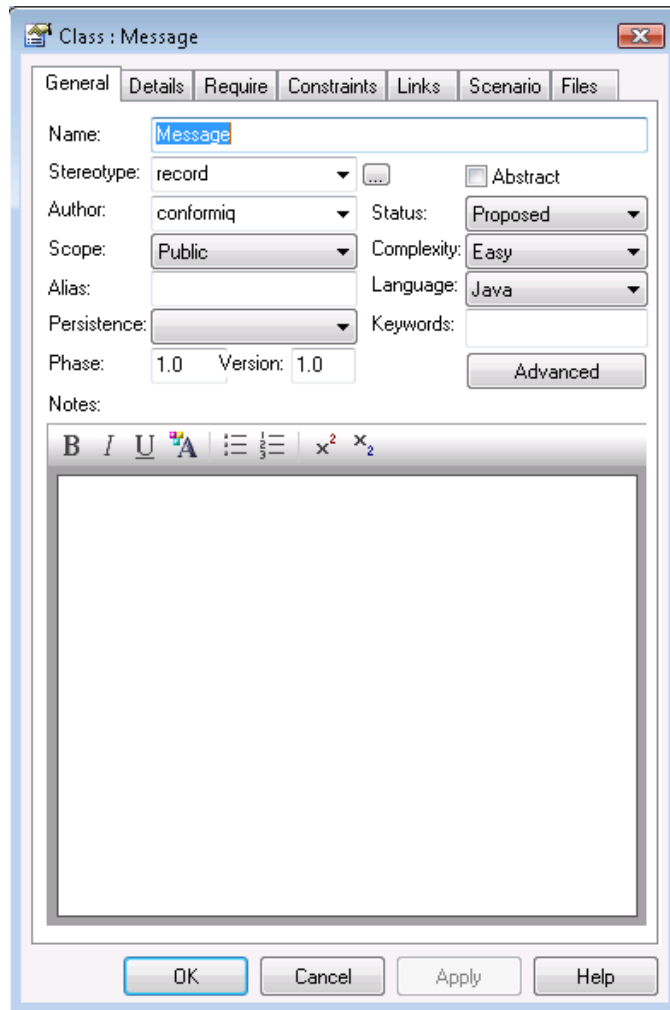 Class : Message
General Details Require Constraints Links Scenario Files
Name: Message
Stereotype: record ... Abstract
Author: conformiq Status: Proposed
Scope: Public Complexity: Easy
Alias: Language: Java
Persistence: Keywords:
Phase: 1.0 Version: 1.0 Advanced
Notes:
B I U A x² x₂
OK Cancel Apply Help